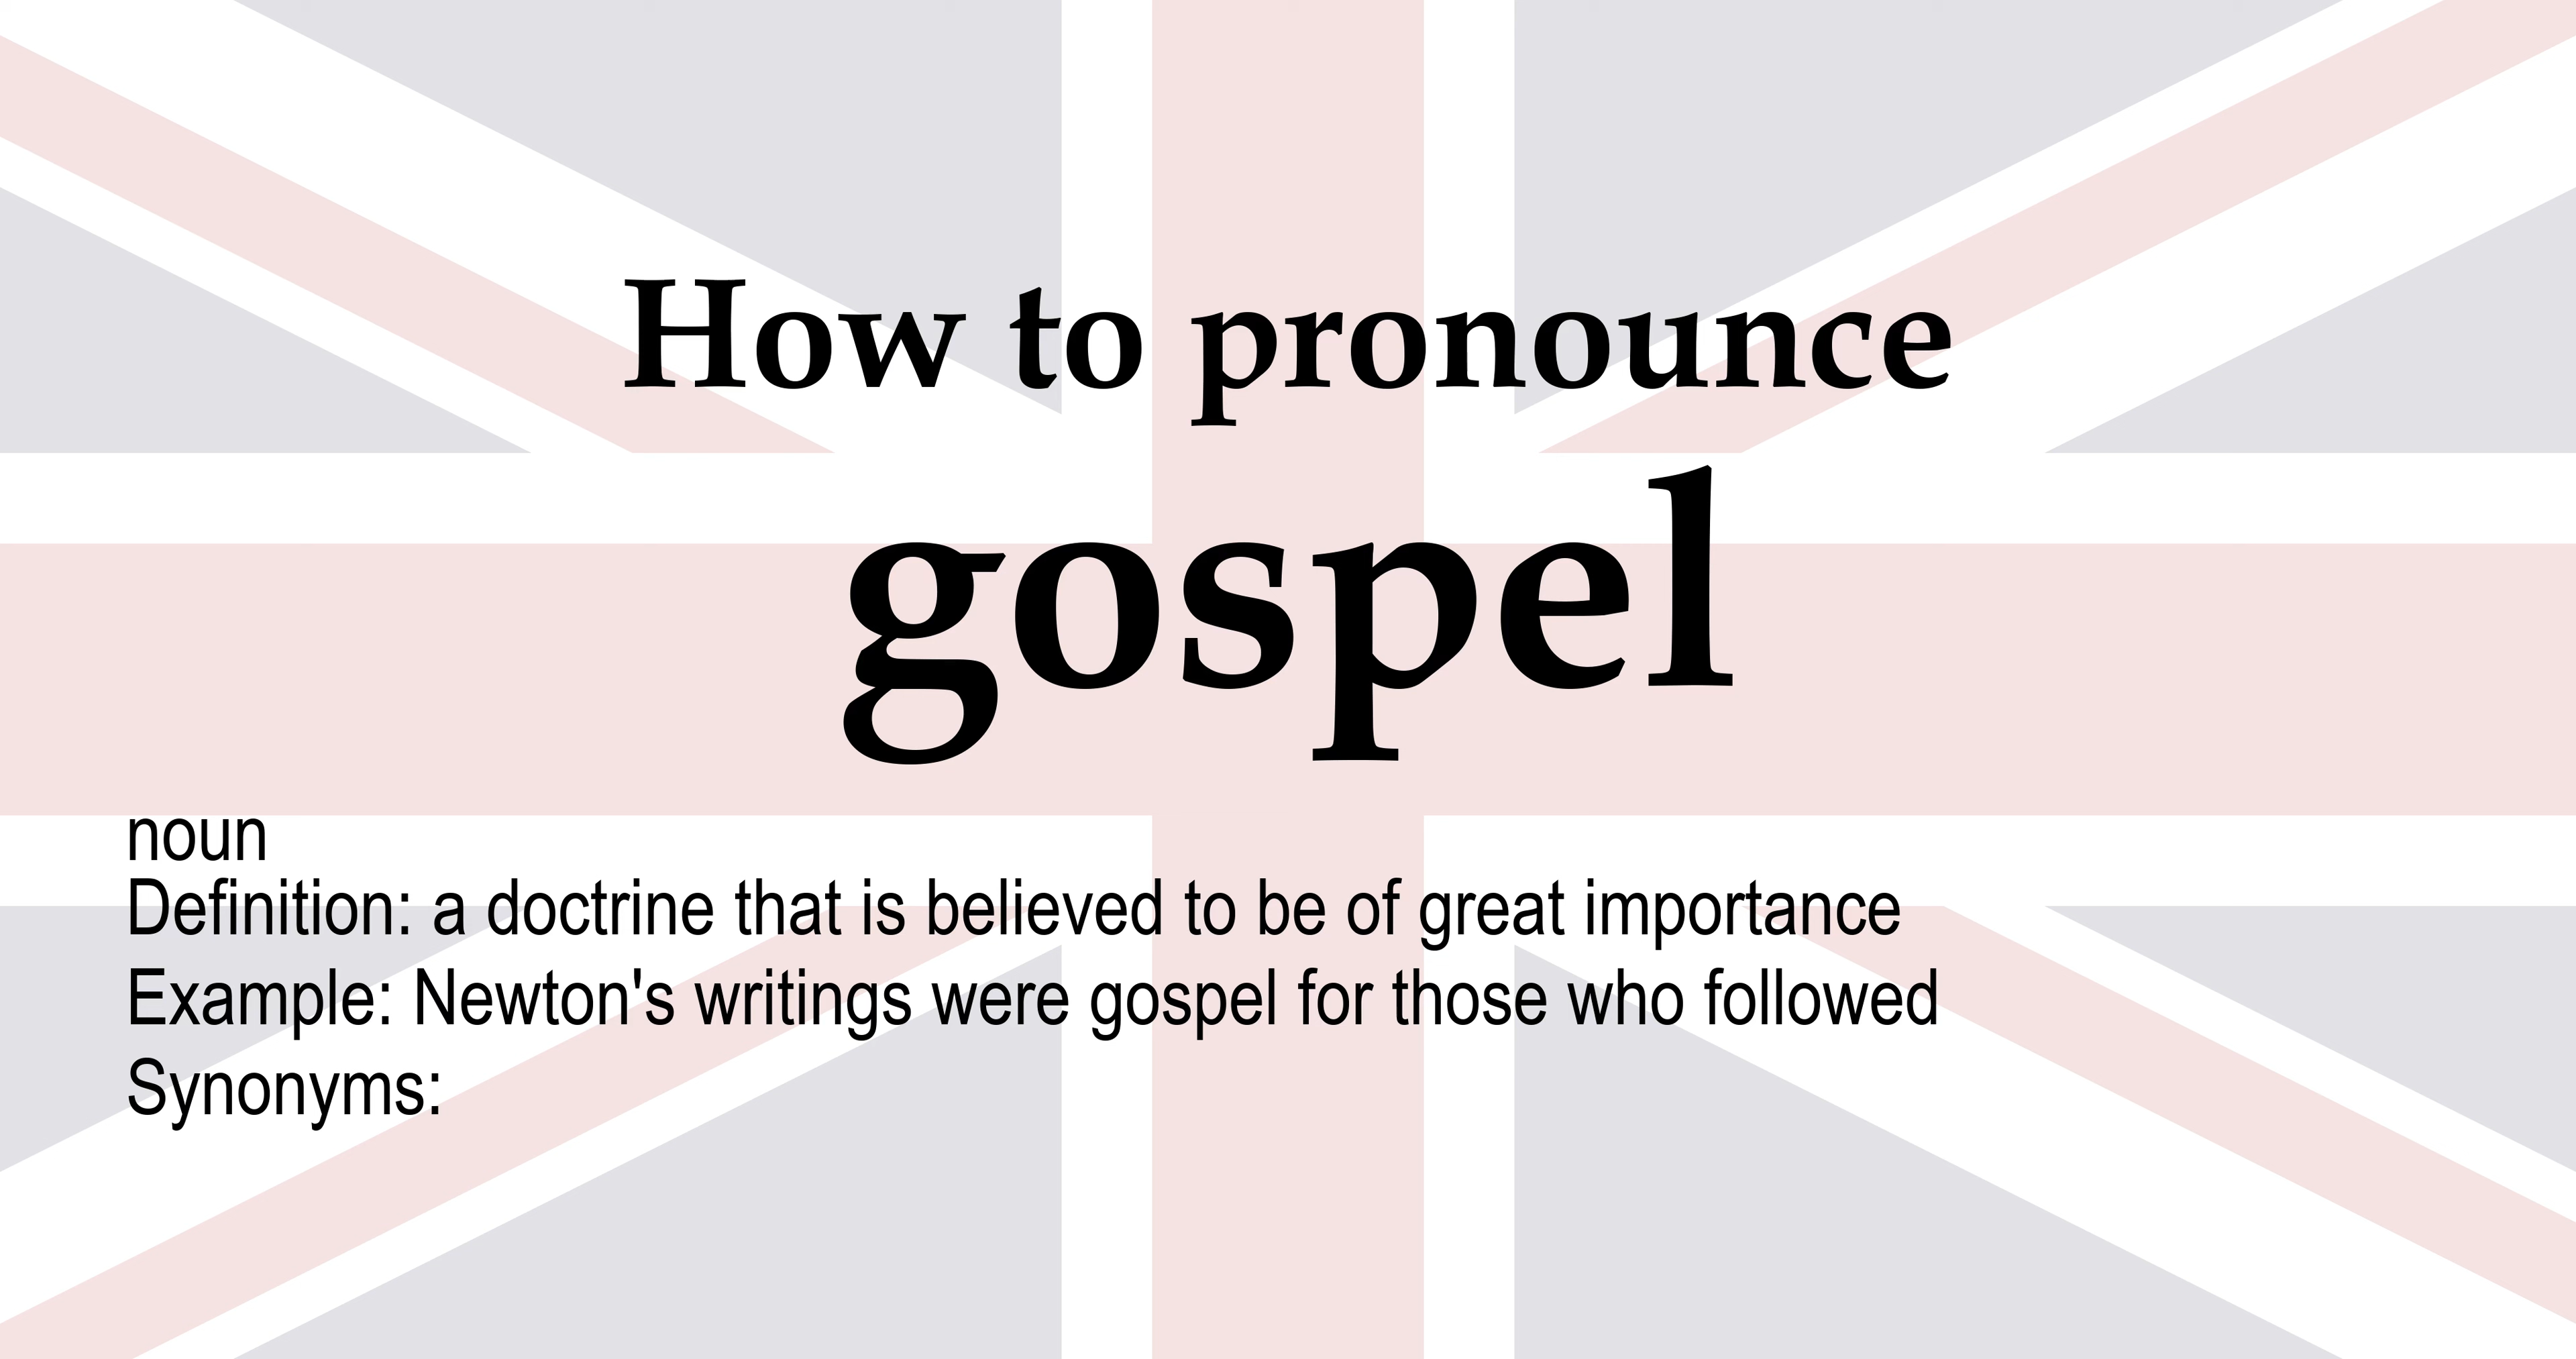 How to pronounce
gospel
noun
Definition: a doctrine that is believed to be of great importance
Example: Newton's writings were gospel for those who followed
Synonyms: